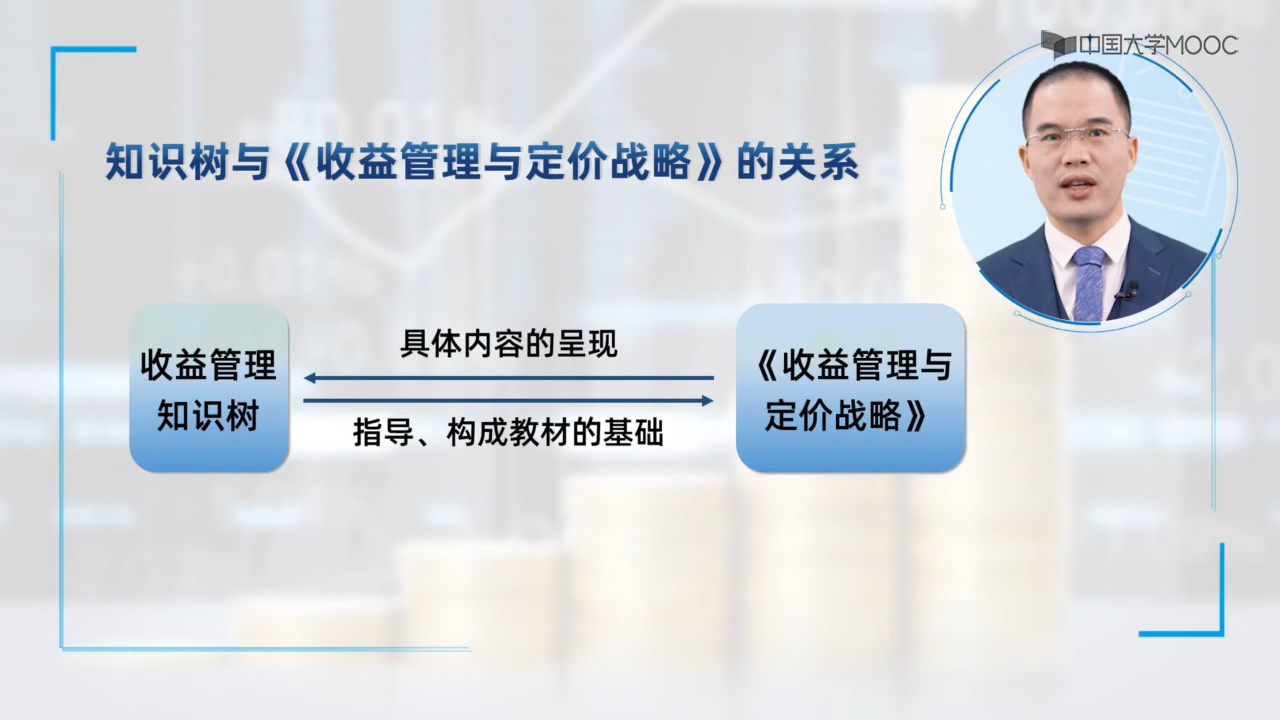 中国大学MOOC
知识树与《收益管理与定价战略》的关系
收益管理
知识树
具体内容的呈现
指导、构成教材的基础
《收益管理与
定价战略》